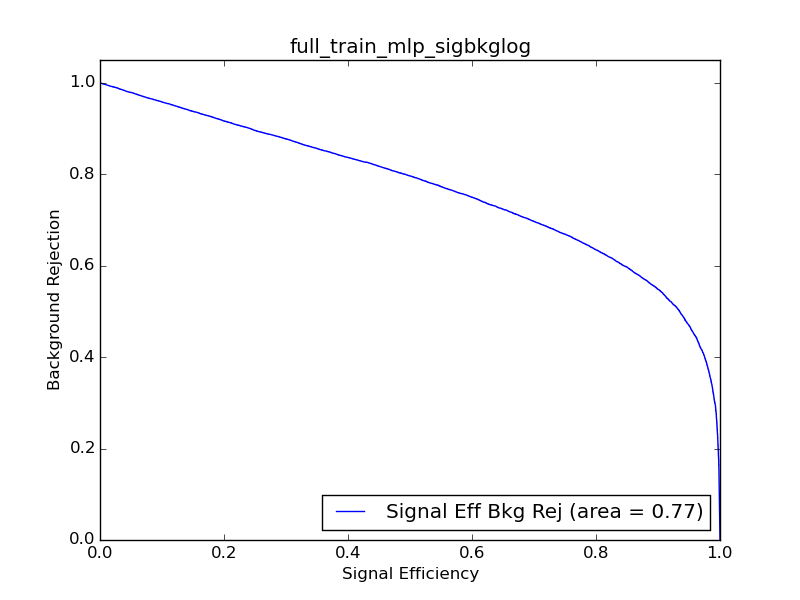 full_train_mlp_sigbkglog
1.0
0.8
0.6
0.4
0.2
0.0
Background Rejection
Signal Eff Bkg Rej (area = 0.77)
0.0 0.2 0.4 0.6 0.8 1.0
Signal Efficiency